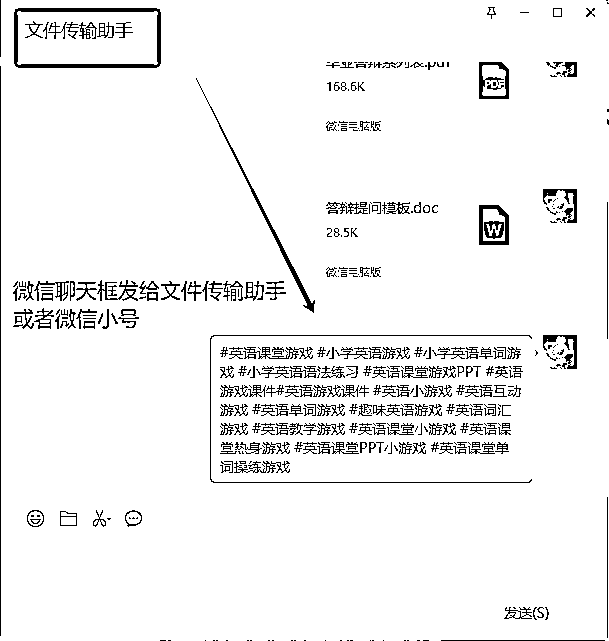 文件传输助手
毕业答辩系列表.pdf
168.6K
PDF
微信电脑版
答辩提问模板.doc
28.5K
W
微信电脑版
微信聊天框发给文件传输助手
或者微信小号
#英语课堂游戏 #小学英语游戏 #小学英语单词游
戏 #小学英语语法练习 #英语课堂游戏PPT #英语
游戏课件#英语游戏课件 #英语小游戏 #英语互动
游戏 #英语单词游戏 #趣味英语游戏 #英语词汇
游戏 #英语教学游戏 #英语课堂小游戏 #英语课
堂热身游戏 #英语课堂PPT小游戏 #英语课堂单
词操练游戏
发送(S)